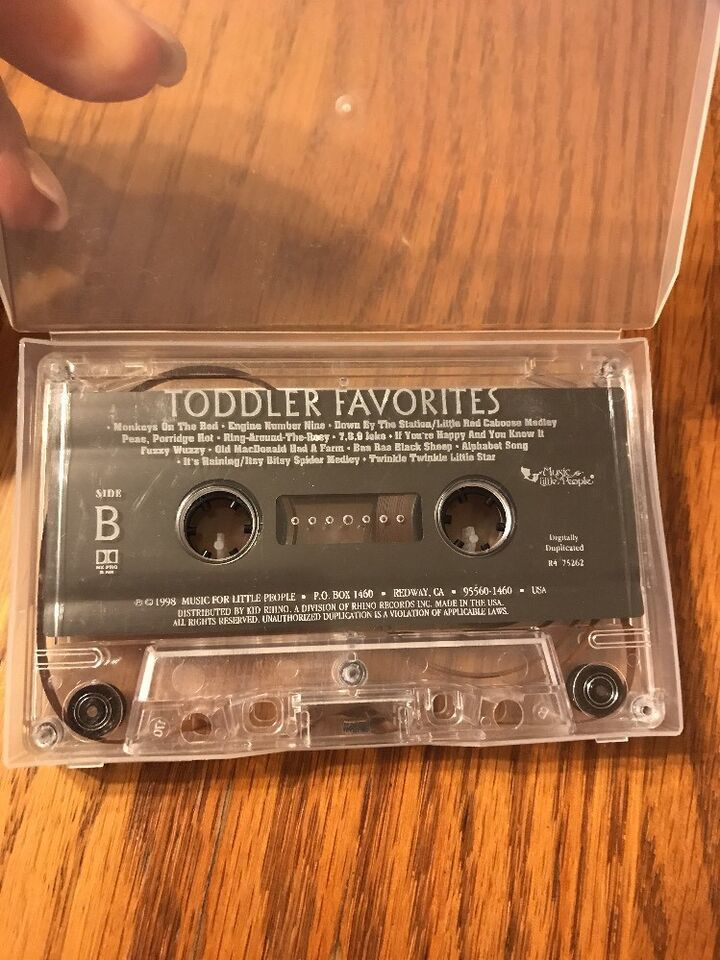 TODDLER FAVORITES
• Monkeys On The Bed • Engine Number Nine • Down By The Station/Little Red Caboose Medley
Peas, Porridge Hot • Ring-Around-The-Rosy • 7,8,9 Joke • If You're Happy And You Know It
Fuzzy Wuzzy • Old MacDonald Had A Farm • Baa Baa Black Sheep • Alphabet Song
• It's Raining/Itsy Bitsy Spider Medley • Twinkle Twinkle Little Star
Music for
Little People
SIDE
B
HX PRO
B NR
Digitally
Duplicated
R4 75262
℗ © 1998 MUSIC FOR LITTLE PEOPLE • P.O. BOX 1460 • REDWAY, CA • 95560-1460 • USA
DISTRIBUTED BY KID RHINO. A DIVISION OF RHINO RECORDS INC. MADE IN THE USA.
ALL RIGHTS RESERVED. UNAUTHORIZED DUPLICATION IS A VIOLATION OF APPLICABLE LAWS.